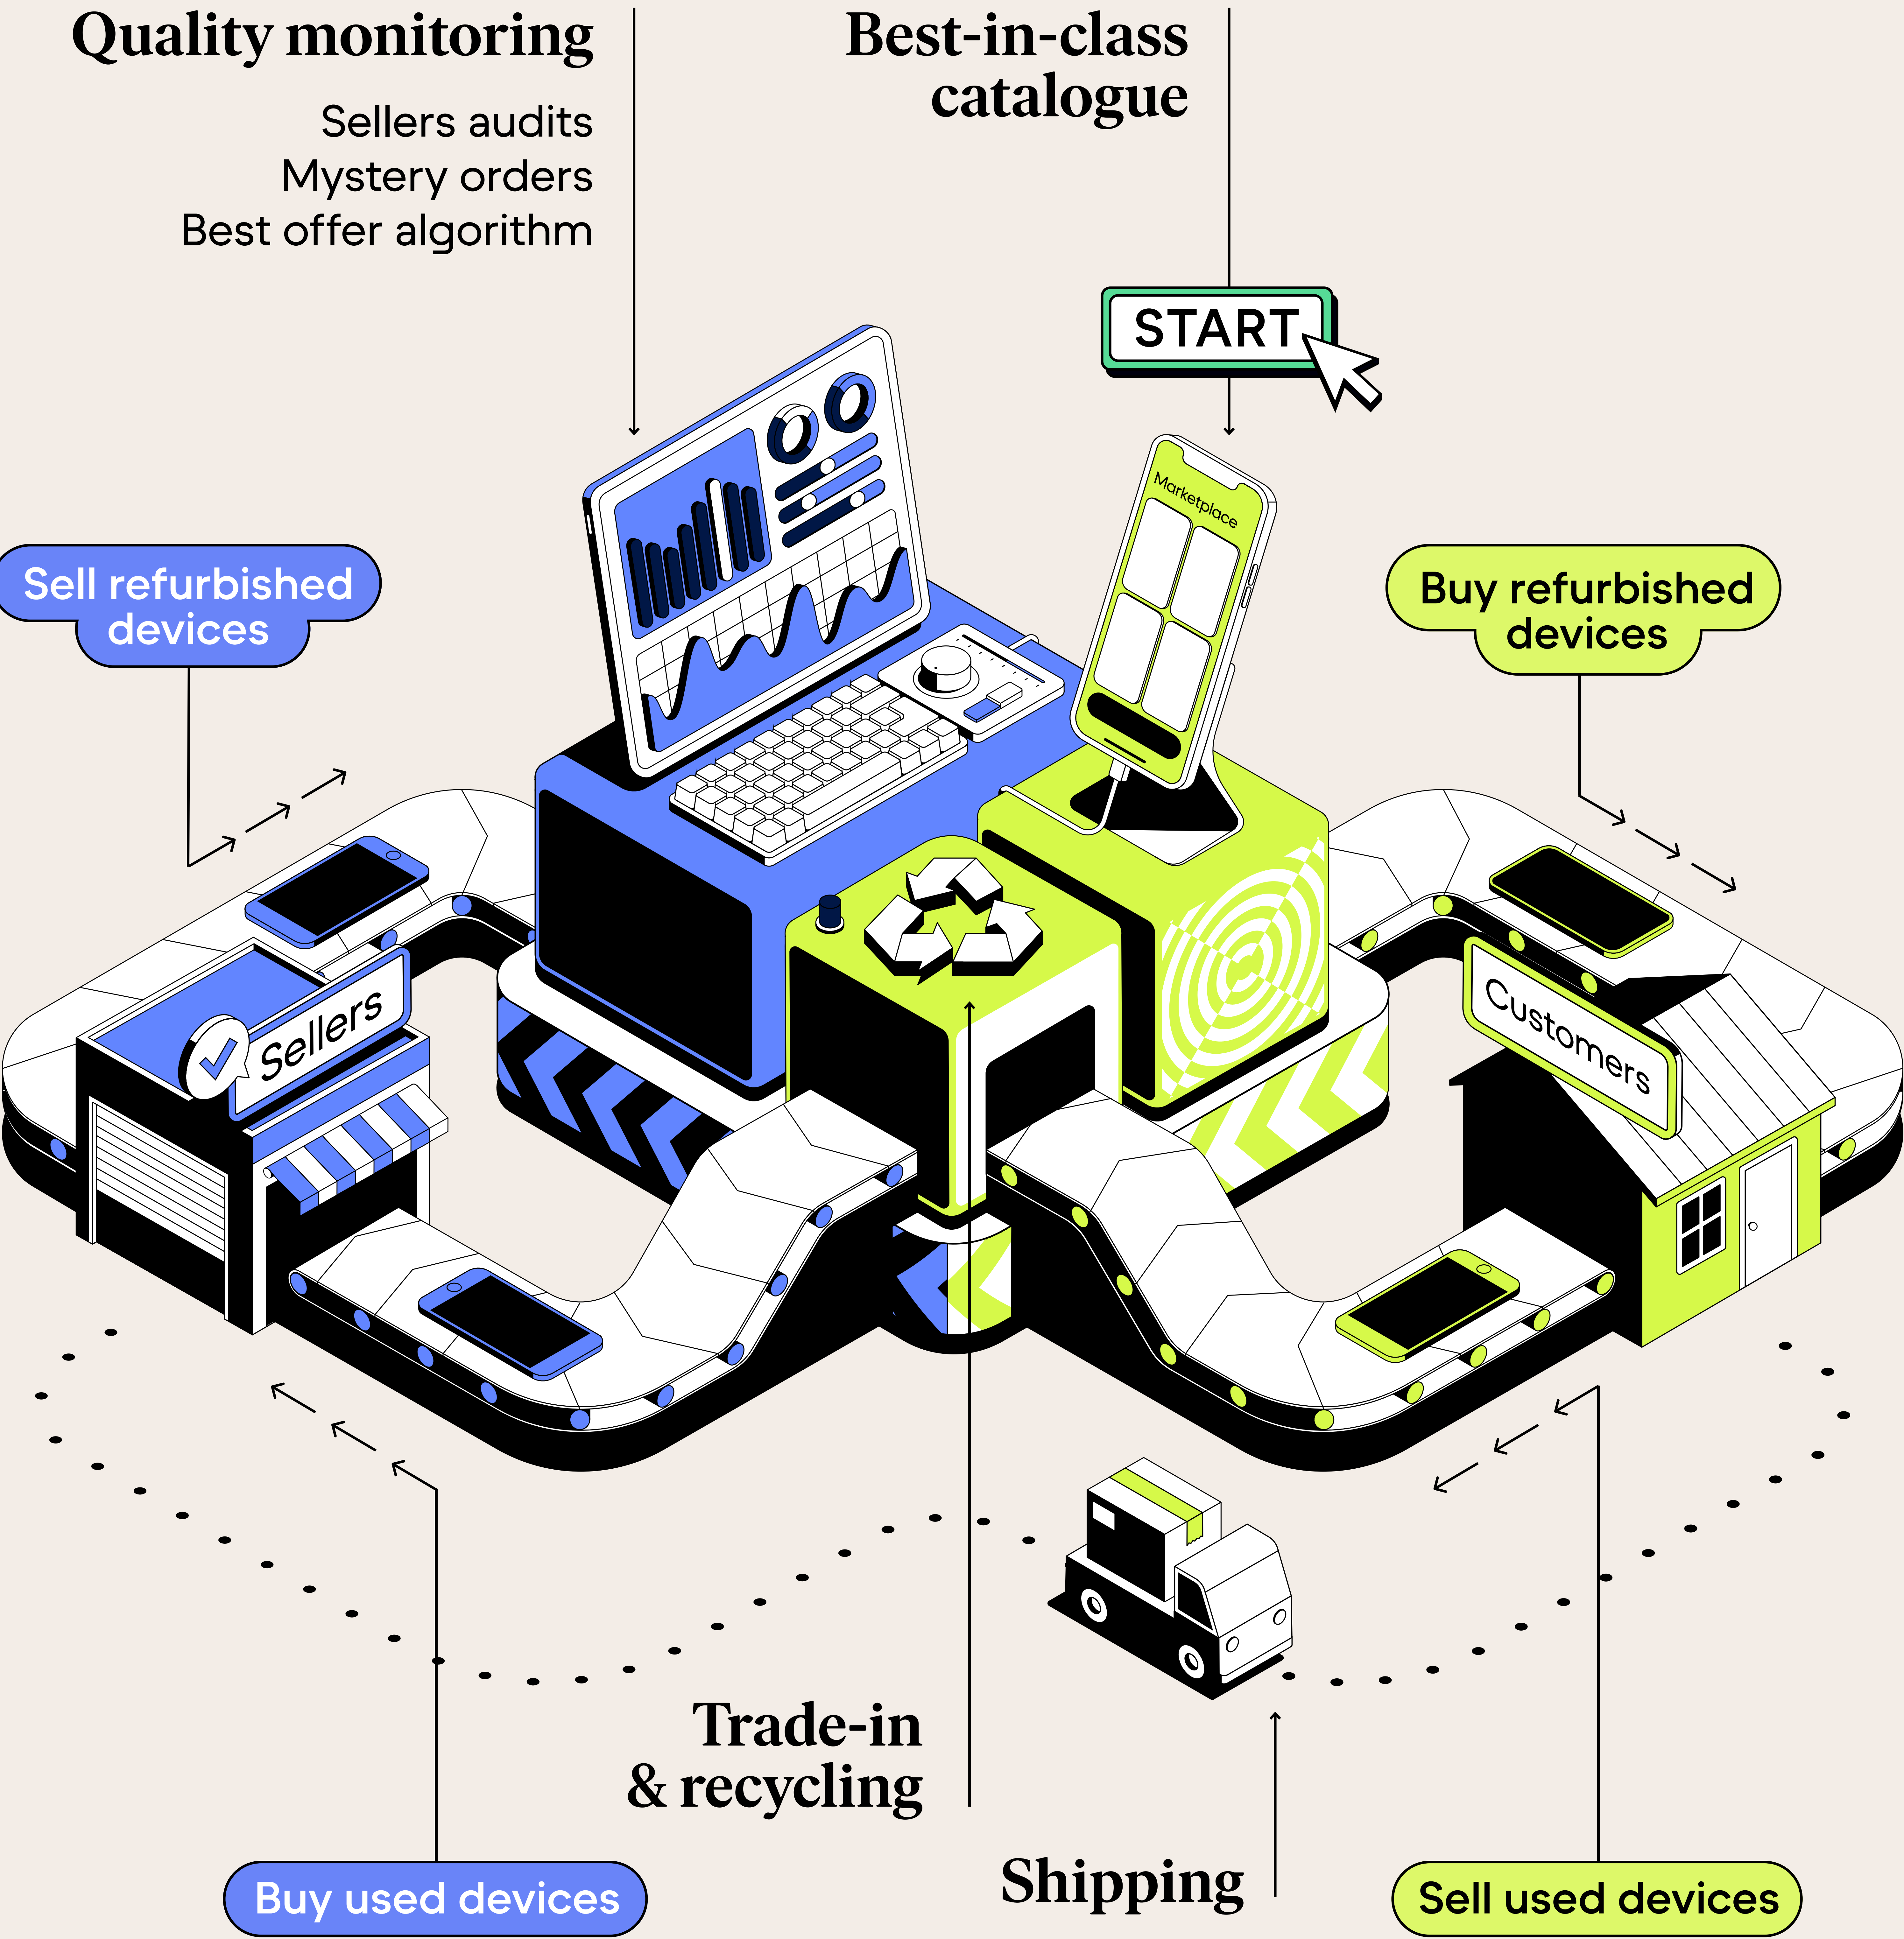 Quality monitoring
Sellers audits
Mystery orders
Best offer algorithm
Best-in-class
catalogue
START
Marketplace
Sell refurbished
devices
Buy refurbished
devices
Sellers
Customers
Trade-in
& recycling
Shipping
Buy used devices
Sell used devices